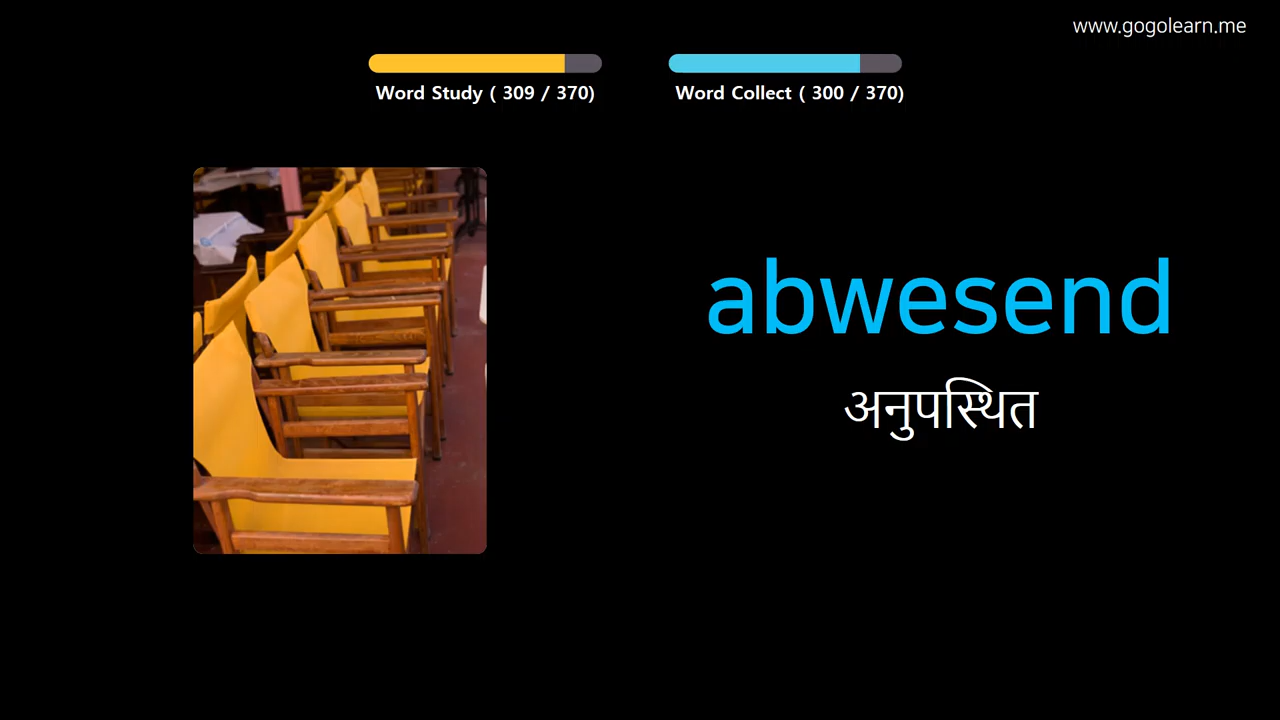 www.gogolearn.me
Word Study ( 309 / 370)
Word Collect ( 300 / 370)
abwesend
अनुपस्थित